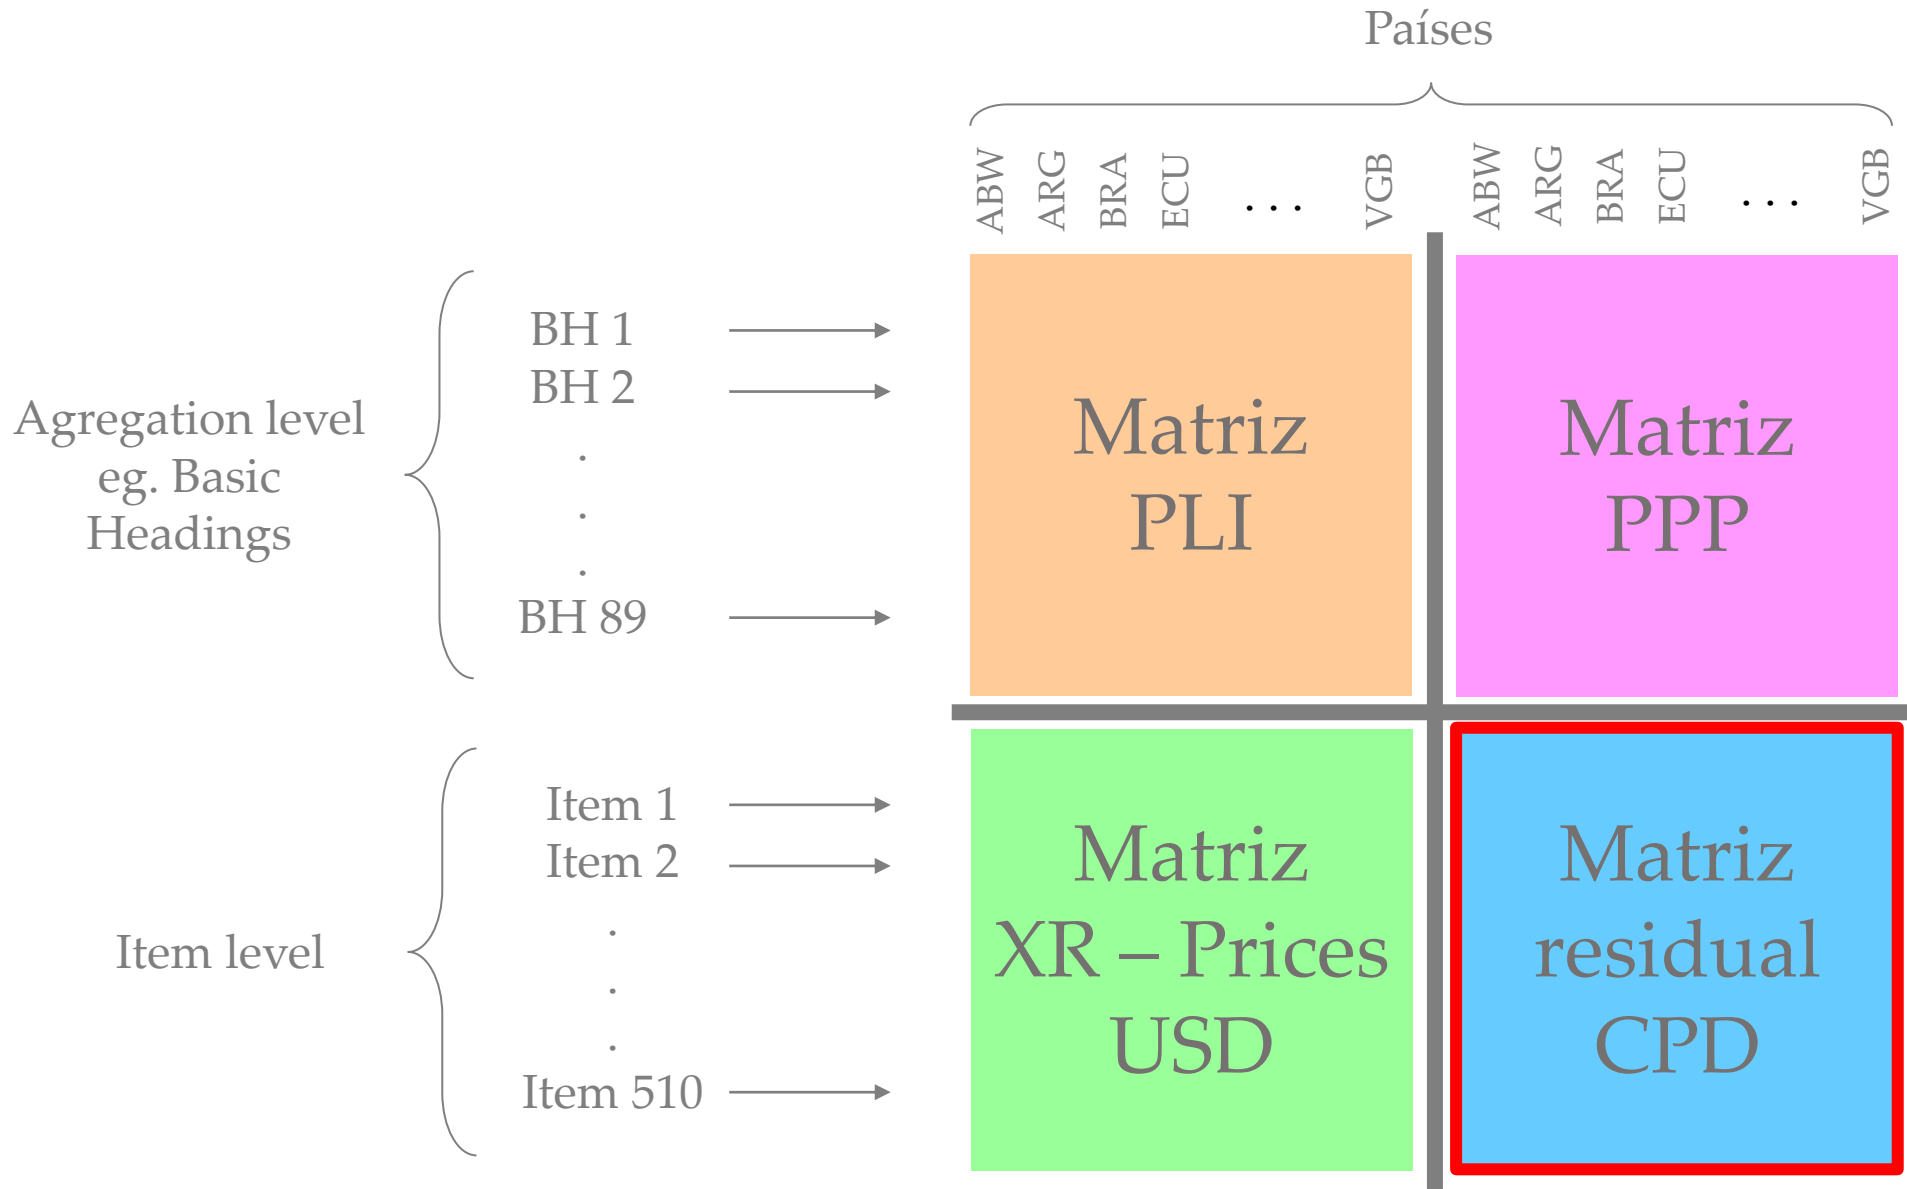 Países
ABW ARG BRA ECU ... VGB ABW ARG BRA ECU ... VGB
Agregation level
eg. Basic
Headings
BH 1
BH 2
.
.
.
BH 89
Matriz
PLI
Matriz
PPP
Item level
Item 1
Item 2
.
.
.
Item 510
Matriz
XR – Prices
USD
Matriz
residual
CPD